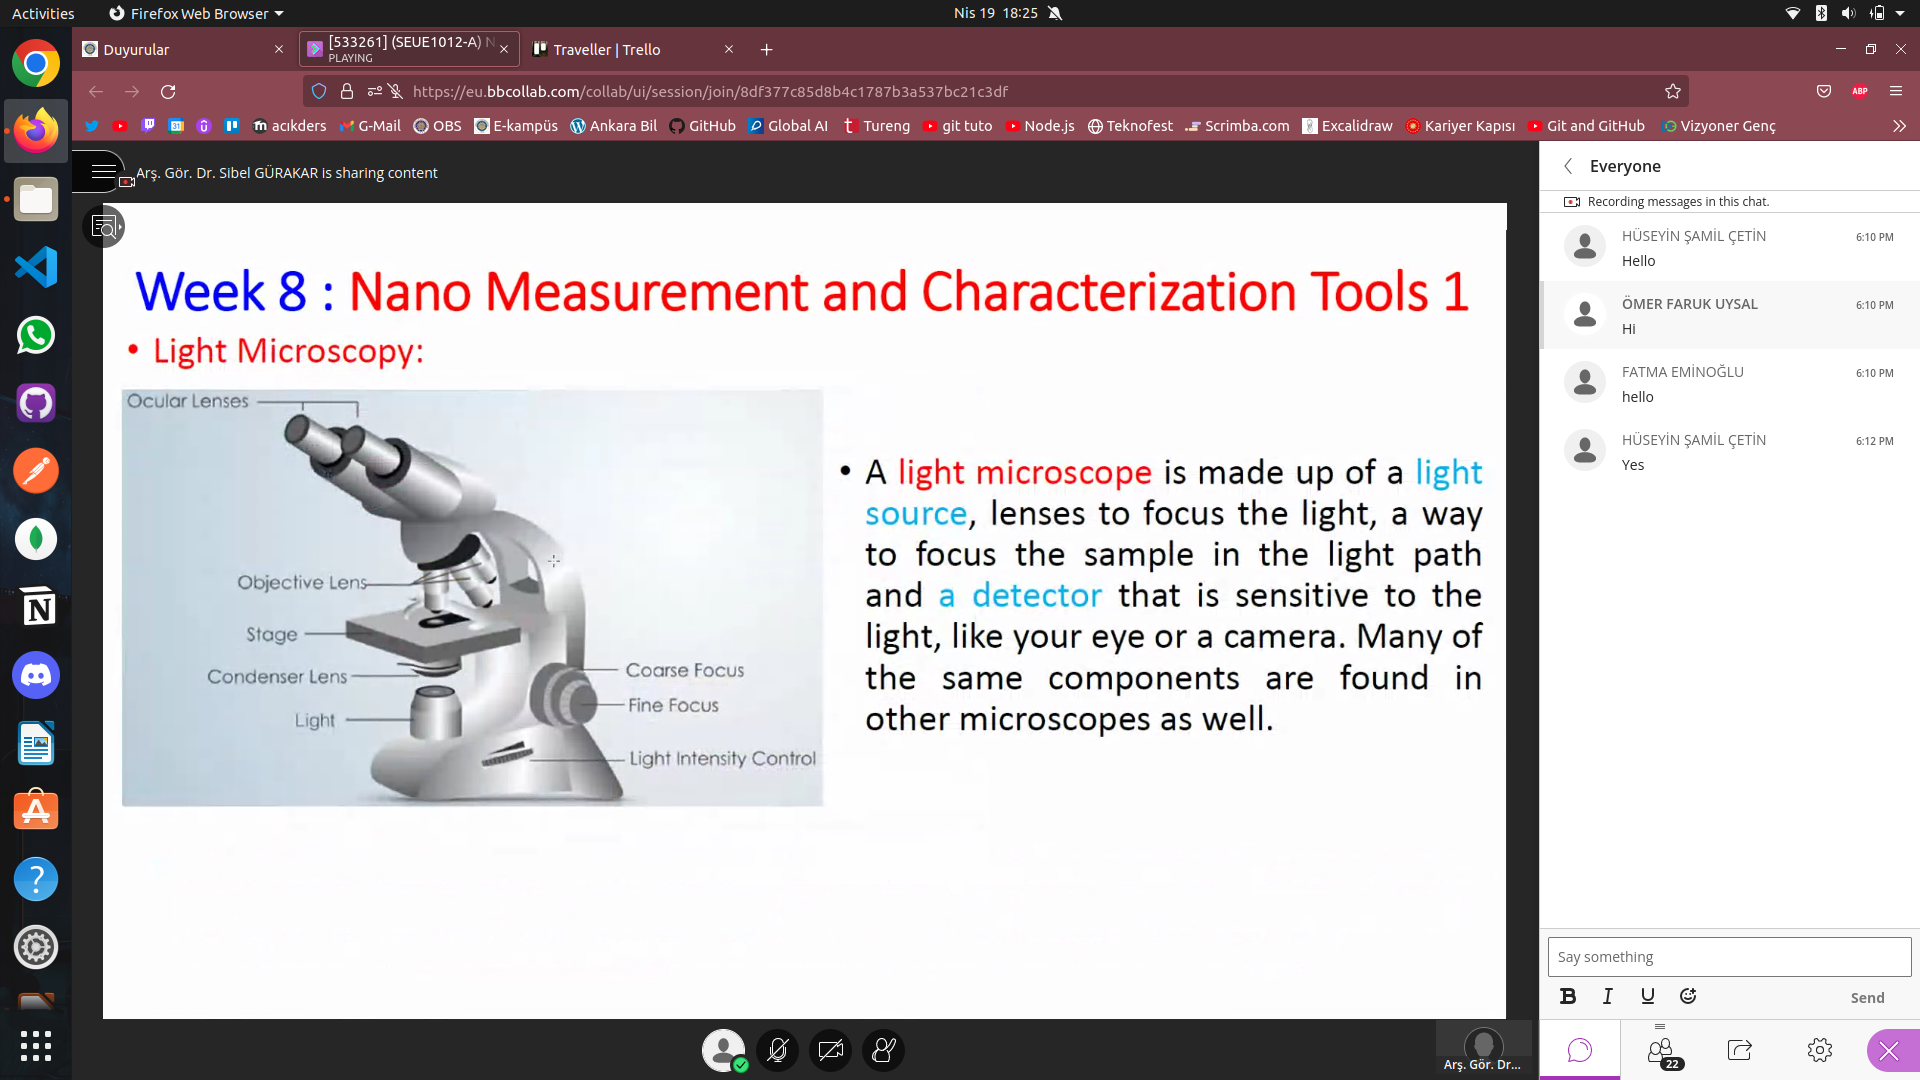 Activities
Firefox Web Browser
Nis 19 18:25
Duyurular
[533261] (SEUE1012-A) N
PLAYING
Traveller | Trello
https://eu.bbcollab.com/collab/ui/session/join/8df377c85d8b4c1787b3a537bc21c3df
ABP
31
acıkders
G-Mail
OBS
E-kampüs
Ankara Bil
GitHub
Global AI
Tureng
git tuto
Node.js
Teknofest
Scrimba.com
Excalidraw
Kariyer Kapısı
Git and GitHub
Vizyoner Genç
Arş. Gör. Dr. Sibel GÜRAKAR is sharing content
Week 8 : Nano Measurement and Characterization Tools 1
• Light Microscopy:
Ocular Lenses
Objective Lens
Stage
Condenser Lens
Light
Coarse Focus
Fine Focus
Light Intensity Control
• A light microscope is made up of a light
source, lenses to focus the light, a way
to focus the sample in the light path
and a detector that is sensitive to the
light, like your eye or a camera. Many of
the same components are found in
other microscopes as well.
Arş. Gör. Dr...
Everyone
Recording messages in this chat.
HÜSEYİN ŞAMİL ÇETİN
6:10 PM
Hello
ÖMER FARUK UYSAL
6:10 PM
Hi
FATMA EMİNOĞLU
6:10 PM
hello
HÜSEYİN ŞAMİL ÇETİN
6:12 PM
Yes
Say something
B I U
Send
22